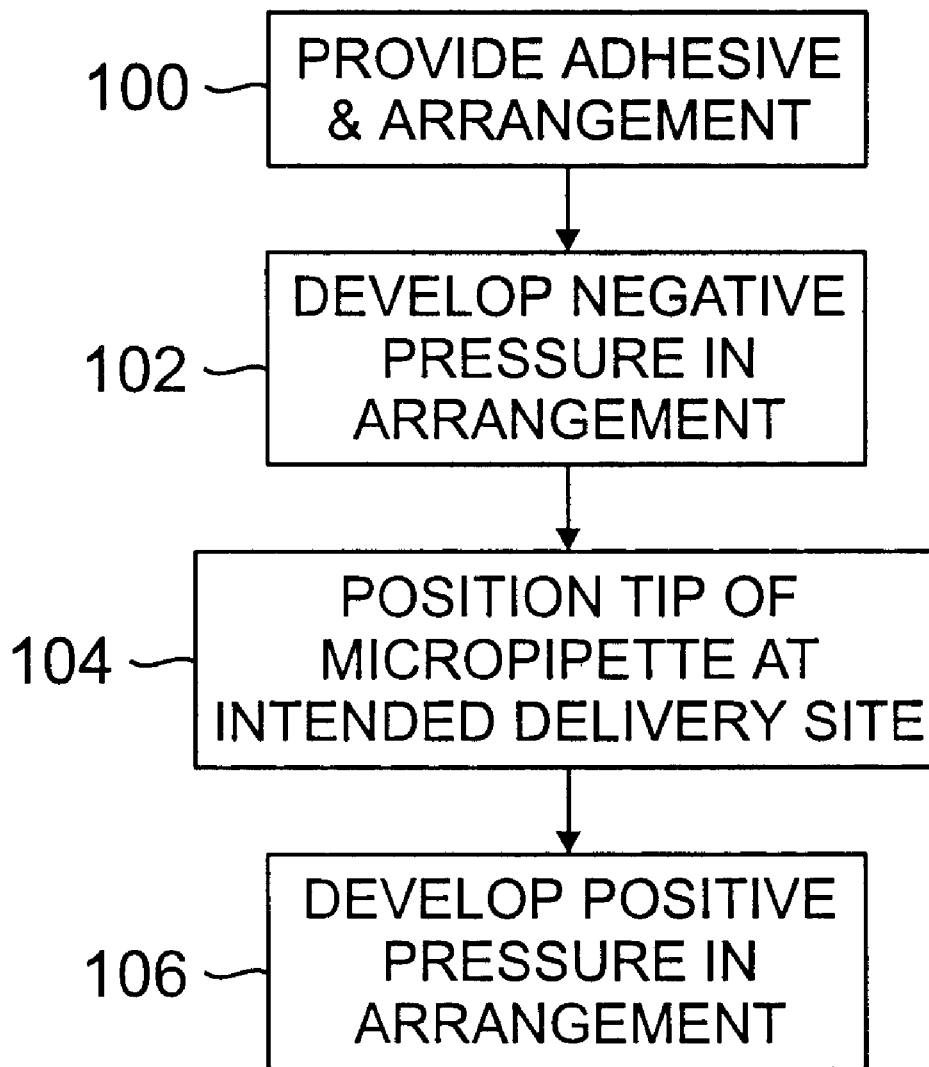 100
PROVIDE ADHESIVE
& ARRANGEMENT
102
DEVELOP NEGATIVE
PRESSURE IN
ARRANGEMENT
104
POSITION TIP OF
MICROPIPETTE AT
INTENDED DELIVERY SITE
106
DEVELOP POSITIVE
PRESSURE IN
ARRANGEMENT